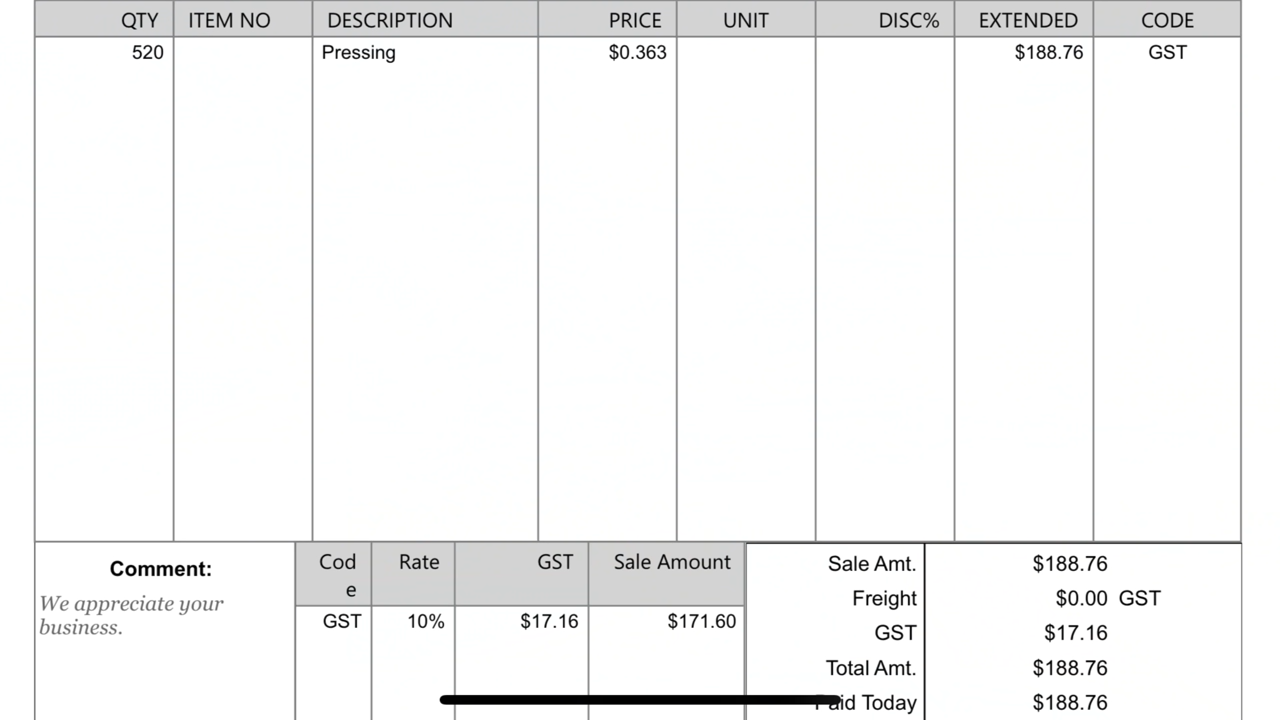 QTY ITEM NO DESCRIPTION PRICE UNIT DISC% EXTENDED CODE
520 Pressing $0.363 $188.76 GST
Comment:
We appreciate your
business.
Cod
e Rate GST Sale Amount
GST 10% $17.16 $171.60
Sale Amt. $188.76
Freight $0.00 GST
GST $17.16
Total Amt. $188.76
Paid Today $188.76